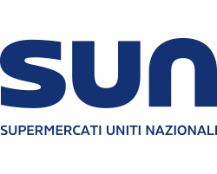 sun
SUPERMERCATI UNITI NAZIONALI